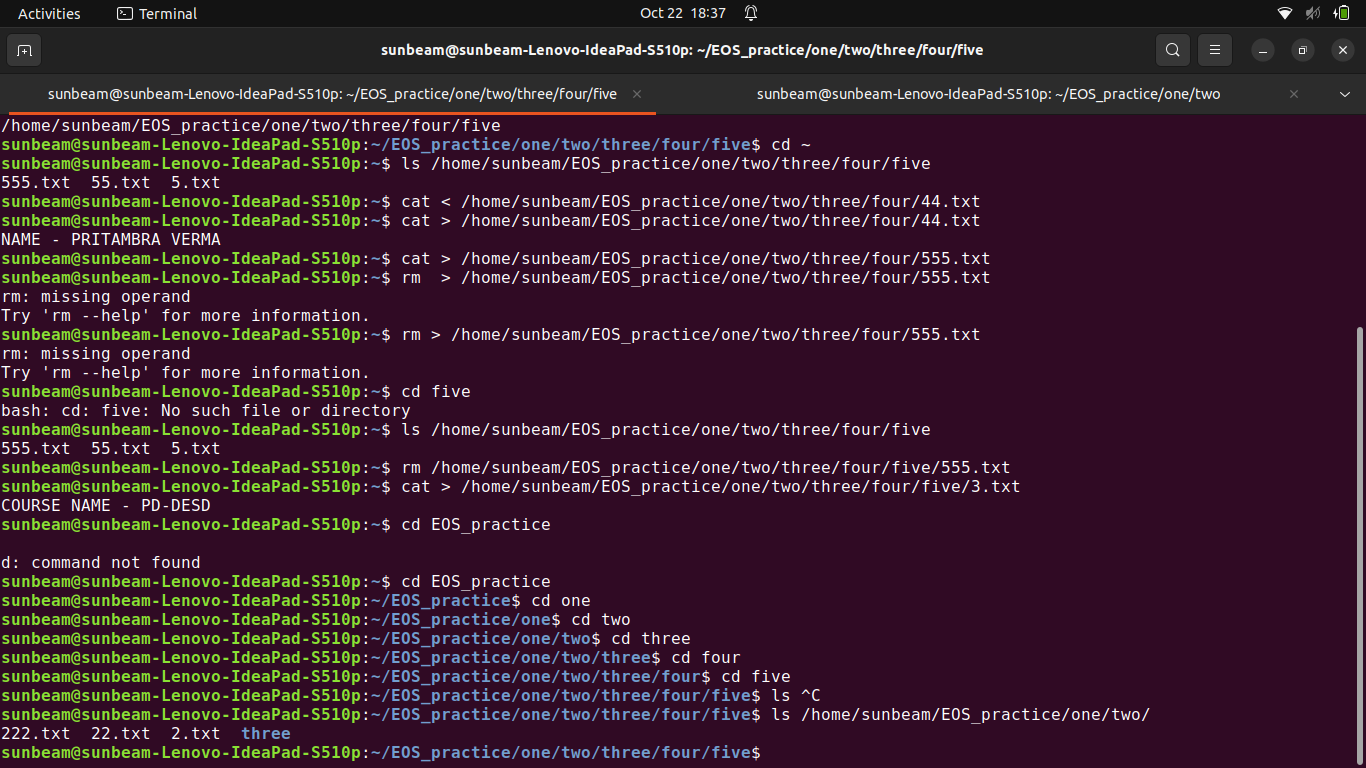 Activities Terminal Oct 22 18:37
sunbeam@sunbeam-Lenovo-IdeaPad-S510p: ~/EOS_practice/one/two/three/four/five
sunbeam@sunbeam-Lenovo-IdeaPad-S510p: ~/EOS_practice/one/two/three/four/five sunbeam@sunbeam-Lenovo-IdeaPad-S510p: ~/EOS_practice/one/two
/home/sunbeam/EOS_practice/one/two/three/four/five
sunbeam@sunbeam-Lenovo-IdeaPad-S510p:~/EOS_practice/one/two/three/four/five$ cd ~
sunbeam@sunbeam-Lenovo-IdeaPad-S510p:~$ ls /home/sunbeam/EOS_practice/one/two/three/four/five
555.txt  55.txt  5.txt
sunbeam@sunbeam-Lenovo-IdeaPad-S510p:~$ cat < /home/sunbeam/EOS_practice/one/two/three/four/44.txt
sunbeam@sunbeam-Lenovo-IdeaPad-S510p:~$ cat > /home/sunbeam/EOS_practice/one/two/three/four/44.txt
NAME - PRITAMBRA VERMA
sunbeam@sunbeam-Lenovo-IdeaPad-S510p:~$ cat > /home/sunbeam/EOS_practice/one/two/three/four/555.txt
sunbeam@sunbeam-Lenovo-IdeaPad-S510p:~$ rm  > /home/sunbeam/EOS_practice/one/two/three/four/555.txt
rm: missing operand
Try 'rm --help' for more information.
sunbeam@sunbeam-Lenovo-IdeaPad-S510p:~$ rm > /home/sunbeam/EOS_practice/one/two/three/four/555.txt
rm: missing operand
Try 'rm --help' for more information.
sunbeam@sunbeam-Lenovo-IdeaPad-S510p:~$ cd five
bash: cd: five: No such file or directory
sunbeam@sunbeam-Lenovo-IdeaPad-S510p:~$ ls /home/sunbeam/EOS_practice/one/two/three/four/five
555.txt  55.txt  5.txt
sunbeam@sunbeam-Lenovo-IdeaPad-S510p:~$ rm /home/sunbeam/EOS_practice/one/two/three/four/five/555.txt
sunbeam@sunbeam-Lenovo-IdeaPad-S510p:~$ cat > /home/sunbeam/EOS_practice/one/two/three/four/five/3.txt
COURSE NAME - PD-DESD
sunbeam@sunbeam-Lenovo-IdeaPad-S510p:~$ cd EOS_practice
d: command not found
sunbeam@sunbeam-Lenovo-IdeaPad-S510p:~$ cd EOS_practice
sunbeam@sunbeam-Lenovo-IdeaPad-S510p:~/EOS_practice$ cd one
sunbeam@sunbeam-Lenovo-IdeaPad-S510p:~/EOS_practice/one$ cd two
sunbeam@sunbeam-Lenovo-IdeaPad-S510p:~/EOS_practice/one/two$ cd three
sunbeam@sunbeam-Lenovo-IdeaPad-S510p:~/EOS_practice/one/two/three$ cd four
sunbeam@sunbeam-Lenovo-IdeaPad-S510p:~/EOS_practice/one/two/three/four$ cd five
sunbeam@sunbeam-Lenovo-IdeaPad-S510p:~/EOS_practice/one/two/three/four/five$ ls ^C
sunbeam@sunbeam-Lenovo-IdeaPad-S510p:~/EOS_practice/one/two/three/four/five$ ls /home/sunbeam/EOS_practice/one/two/
222.txt  22.txt  2.txt  three
sunbeam@sunbeam-Lenovo-IdeaPad-S510p:~/EOS_practice/one/two/three/four/five$